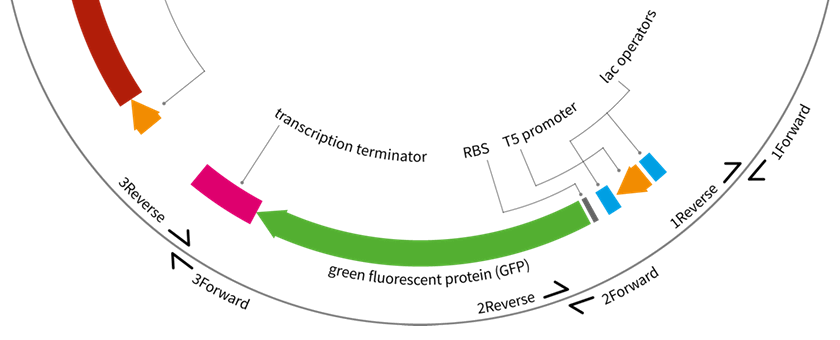 lac operators
T5 promoter
RBS
transcription terminator
1Forward
1Reverse
2Forward
2Reverse
green fluorescent protein (GFP)
3Reverse
3Forward